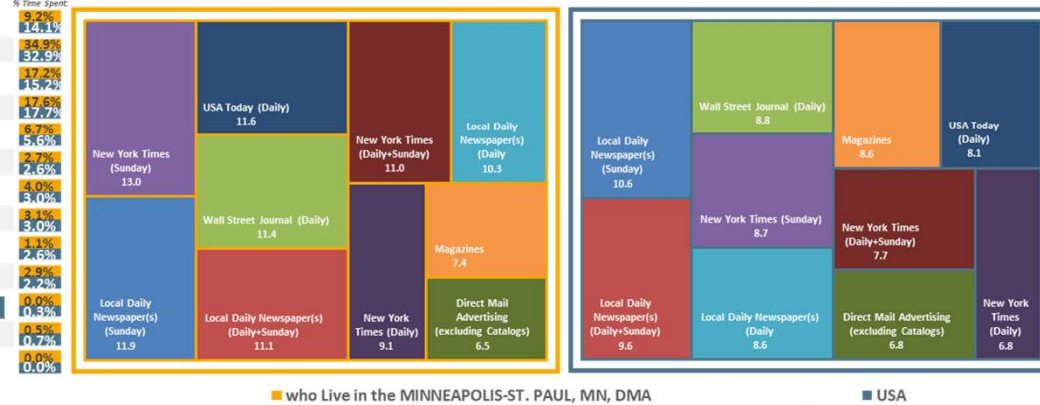 % Time Spent:
9.2%
14.1%
34.9%
32.9%
17.2%
15.2%
17.6%
17.7%
6.7%
5.6%
2.7%
2.6%
4.0%
3.0%
3.1%
3.0%
1.1%
2.6%
2.9%
2.2%
0.0%
0.3%
0.5%
0.7%
0.0%
0.0%
New York Times
(Sunday)
13.0
USA Today (Daily)
11.6
New York Times
(Daily+Sunday)
11.0
Local Daily
Newspaper(s)
(Daily
10.3
Wall Street Journal (Daily)
11.4
Magazines
7.4
Local Daily
Newspaper(s)
(Sunday)
11.9
Local Daily Newspaper(s)
(Daily+Sunday)
11.1
New York
Times (Daily)
9.1
Direct Mail
Advertising
(excluding Catalogs)
6.5
Local Daily
Newspaper(s)
(Sunday)
10.6
Wall Street Journal (Daily)
8.8
Magazines
8.6
USA Today
(Daily)
8.1
New York Times (Sunday)
8.7
New York Times
(Daily+Sunday)
7.7
Local Daily
Newspaper(s)
(Daily+Sunday)
9.6
Local Daily Newspaper(s)
(Daily
8.6
Direct Mail Advertising
(excluding Catalogs)
6.8
New York
Times
(Daily)
6.8
who Live in the MINNEAPOLIS-ST. PAUL, MN, DMA
USA